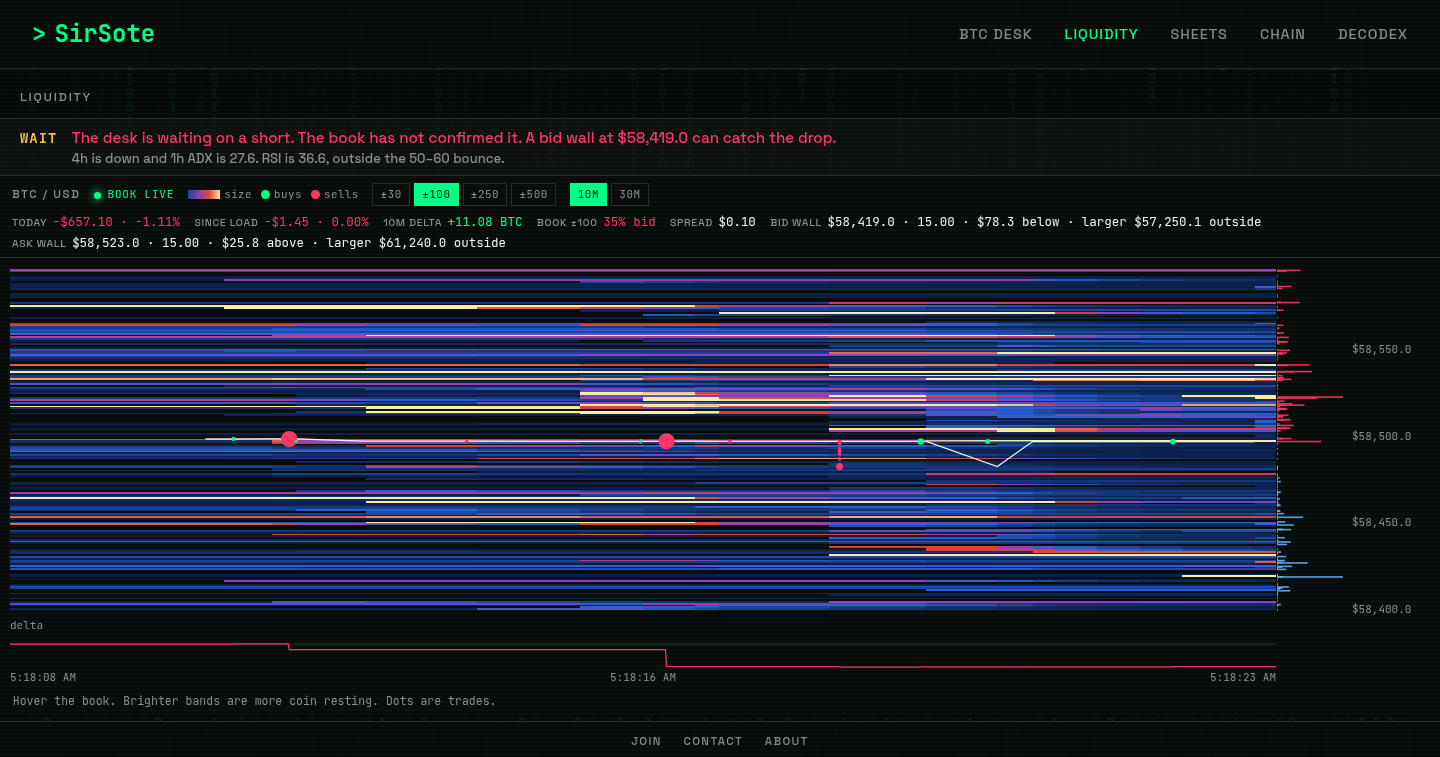 > SirSote
BTC DESK LIQUIDITY SHEETS CHAIN DECODEX
LIQUIDITY
WAIT The desk is waiting on a short. The book has not confirmed it. A bid wall at $58,419.0 can catch the drop.
4h is down and 1h ADX is 27.6. RSI is 36.6, outside the 50–60 bounce.
BTC / USD BOOK LIVE size buys sells ±30 ±100 ±250 ±500 10M 30M
TODAY -$657.10 · -1.11% SINCE LOAD -$1.45 · 0.00% 10M DELTA +11.08 BTC BOOK ±100 35% bid SPREAD $0.10 BID WALL $58,419.0 · 15.00 · $78.3 below · larger $57,250.1 outside
ASK WALL $58,523.0 · 15.00 · $25.8 above · larger $61,240.0 outside
$58,550.0
$58,500.0
$58,450.0
$58,400.0
delta
5:18:08 AM 5:18:16 AM 5:18:23 AM
Hover the book. Brighter bands are more coin resting. Dots are trades.
JOIN CONTACT ABOUT